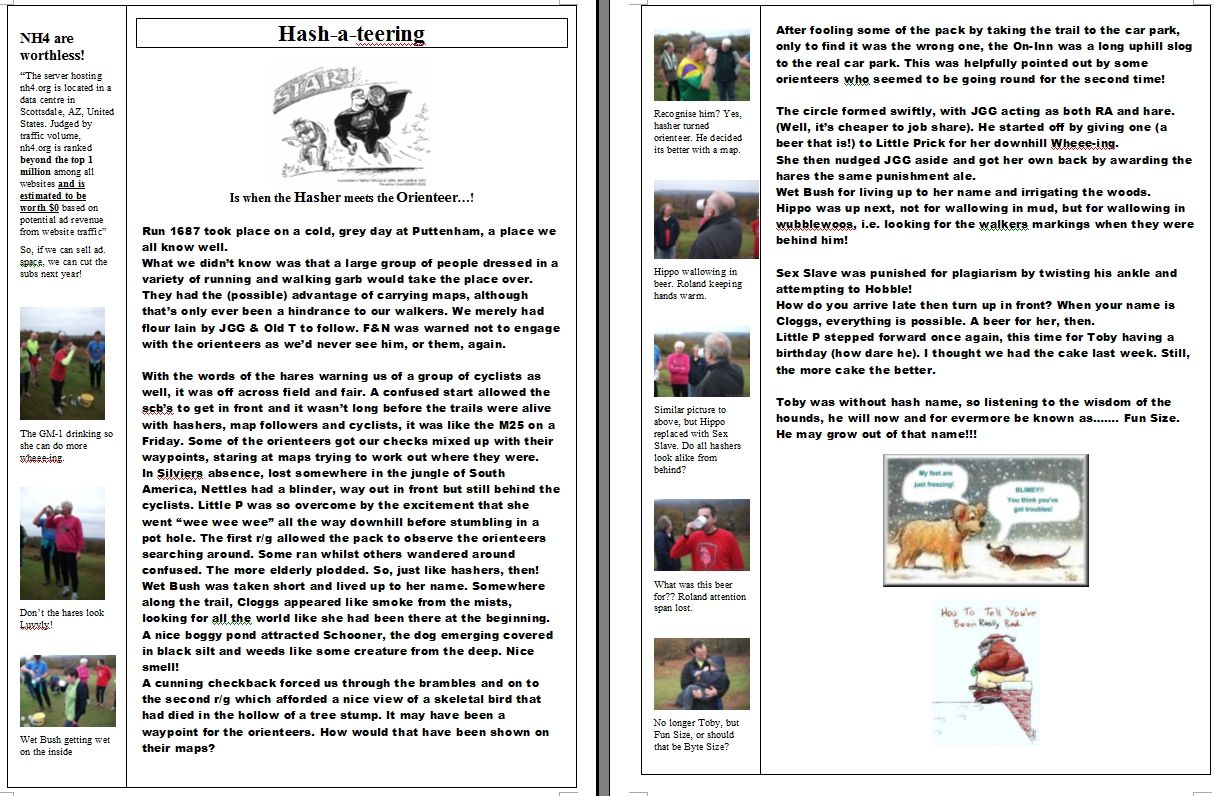 NH4 are
worthless!
“The server hosting
nh4.org is located in a
data centre in
Scottsdale, AZ, United
States. Judged by
traffic volume,
nh4.org is ranked
beyond the top 1
million among all
websites and is
estimated to be
worth $0 based on
potential ad revenue
from website traffic”
So, if we can sell ad.
space, we can cut the
subs next year!
The GM-1 drinking so
she can do more
wheee-ing.
Don’t the hares look
Luvvly!
Wet Bush getting wet
on the inside
Hash-a-teering
START
Is when the Hasher meets the Orienteer…!
Run 1687 took place on a cold, grey day at Puttenham, a place we
all know well.
What we didn’t know was that a large group of people dressed in a
variety of running and walking garb would take the place over.
They had the (possible) advantage of carrying maps, although
that’s only ever been a hindrance to our walkers. We merely had
flour lain by JGG & Old T to follow. F&N was warned not to engage
with the orienteers as we’d never see him, or them, again.
With the words of the hares warning us of a group of cyclists as
well, it was off across field and fair. A confused start allowed the
scb’s to get in front and it wasn’t long before the trails were alive
with hashers, map followers and cyclists, it was like the M25 on a
Friday. Some of the orienteers got our checks mixed up with their
waypoints, staring at maps trying to work out where they were.
In Silviers absence, lost somewhere in the jungle of South
America, Nettles had a blinder, way out in front but still behind the
cyclists. Little P was so overcome by the excitement that she
went “wee wee wee” all the way downhill before stumbling in a
pot hole. The first r/g allowed the pack to observe the orienteers
searching around. Some ran whilst others wandered around
confused. The more elderly plodded. So, just like hashers, then!
Wet Bush was taken short and lived up to her name. Somewhere
along the trail, Cloggs appeared like smoke from the mists,
looking for all the world like she had been there at the beginning.
A nice boggy pond attracted Schooner, the dog emerging covered
in black silt and weeds like some creature from the deep. Nice
smell!
A cunning checkback forced us through the brambles and on to
the second r/g which afforded a nice view of a skeletal bird that
had died in the hollow of a tree stump. It may have been a
waypoint for the orienteers. How would that have been shown on
their maps?
Recognise him? Yes,
hasher turned
orienteer. He decided
its better with a map.
Hippo wallowing in
beer. Roland keeping
hands warm.
Similar picture to
above, but Hippo
replaced with Sex
Slave. Do all hashers
look alike from
behind?
What was this beer
for?? Roland attention
span lost.
No longer Toby, but
Fun Size, or should
that be Byte Size?
After fooling some of the pack by taking the trail to the car park,
only to find it was the wrong one, the On-Inn was a long uphill slog
to the real car park. This was helpfully pointed out by some
orienteers who seemed to be going round for the second time!
The circle formed swiftly, with JGG acting as both RA and hare.
(Well, it’s cheaper to job share). He started off by giving one (a
beer that is!) to Little Prick for her downhill Wheee-ing.
She then nudged JGG aside and got her own back by awarding the
hares the same punishment ale.
Wet Bush for living up to her name and irrigating the woods.
Hippo was up next, not for wallowing in mud, but for wallowing in
wubblewoos, i.e. looking for the walkers markings when they were
behind him!
Sex Slave was punished for plagiarism by twisting his ankle and
attempting to Hobble!
How do you arrive late then turn up in front? When your name is
Cloggs, everything is possible. A beer for her, then.
Little P stepped forward once again, this time for Toby having a
birthday (how dare he). I thought we had the cake last week. Still,
the more cake the better.
Toby was without hash name, so listening to the wisdom of the
hounds, he will now and for evermore be known as……. Fun Size.
He may grow out of that name!!!
My feet are
just freezing!
BLIMEY!!
You think you've
got troubles!
How To Tell You've
Been Really Bad.